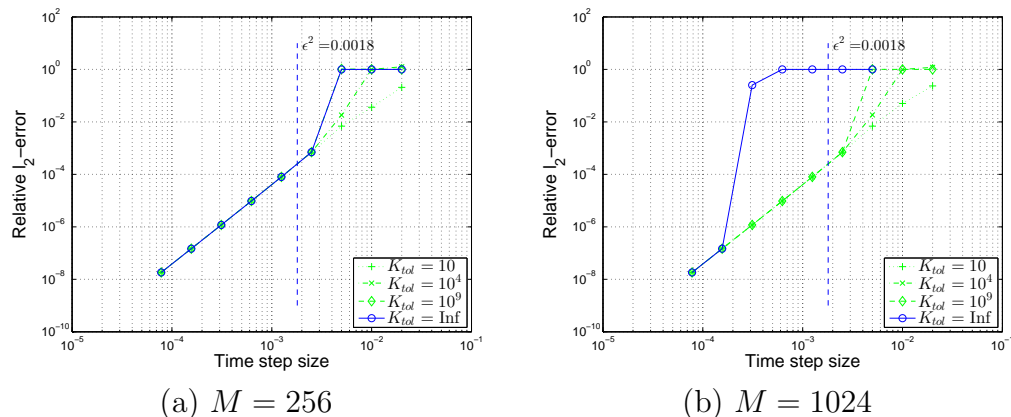 10^2
10^0
10^-2
10^-4
10^-6
10^-8
10^-10
Relative l_2-error
ϵ^2 =0.0018
K_tol = 10
K_tol = 10^4
K_tol = 10^9
K_tol = Inf
10^-5
10^-4
10^-3
10^-2
10^-1
Time step size
(a) M = 256
10^2
10^0
10^-2
10^-4
10^-6
10^-8
10^-10
Relative l_2-error
ϵ^2 =0.0018
K_tol = 10
K_tol = 10^4
K_tol = 10^9
K_tol = Inf
10^-5
10^-4
10^-3
10^-2
10^-1
Time step size
(b) M = 1024